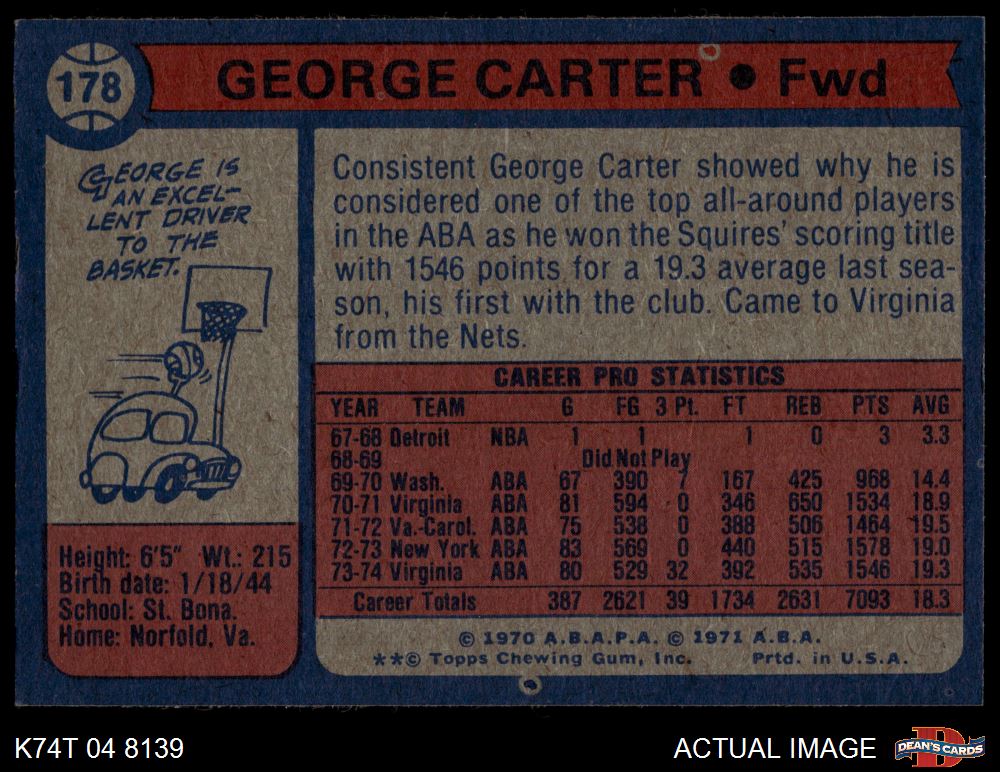 178
GEORGE CARTER • Fwd
GEORGE IS
AN EXCEL-
LENT DRIVER
TO THE
BASKET.
Consistent George Carter showed why he is
considered one of the top all-around players
in the ABA as he won the Squires' scoring title
with 1546 points for a 19.3 average last sea-
son, his first with the club. Came to Virginia
from the Nets.
CAREER PRO STATISTICS
YEAR TEAM G FG 3 Pt. FT REB PTS AVG
67-68 Detroit NBA 1 1 1 0 3 3.3
68-69 Did Not Play
69-70 Wash. ABA 67 390 7 167 425 968 14.4
70-71 Virginia ABA 81 594 0 346 650 1534 18.9
71-72 Va.-Carol. ABA 75 538 0 388 506 1464 19.5
72-73 New York ABA 83 569 0 440 515 1578 19.0
73-74 Virginia ABA 80 529 32 392 535 1546 19.3
Career Totals 387 2621 39 1734 2631 7093 18.3
Height: 6'5" Wt.: 215
Birth date: 1/18/44
School: St. Bona.
Home: Norfold, Va.
© 1970 A.B.A.P.A. © 1971 A.B.A.
**© Topps Chewing Gum, Inc. Prtd. in U.S.A.
K74T 04 8139
ACTUAL IMAGE
DEAN'S CARDS